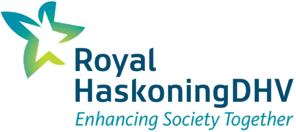 Royal
HaskoningDHV
Enhancing Society Together